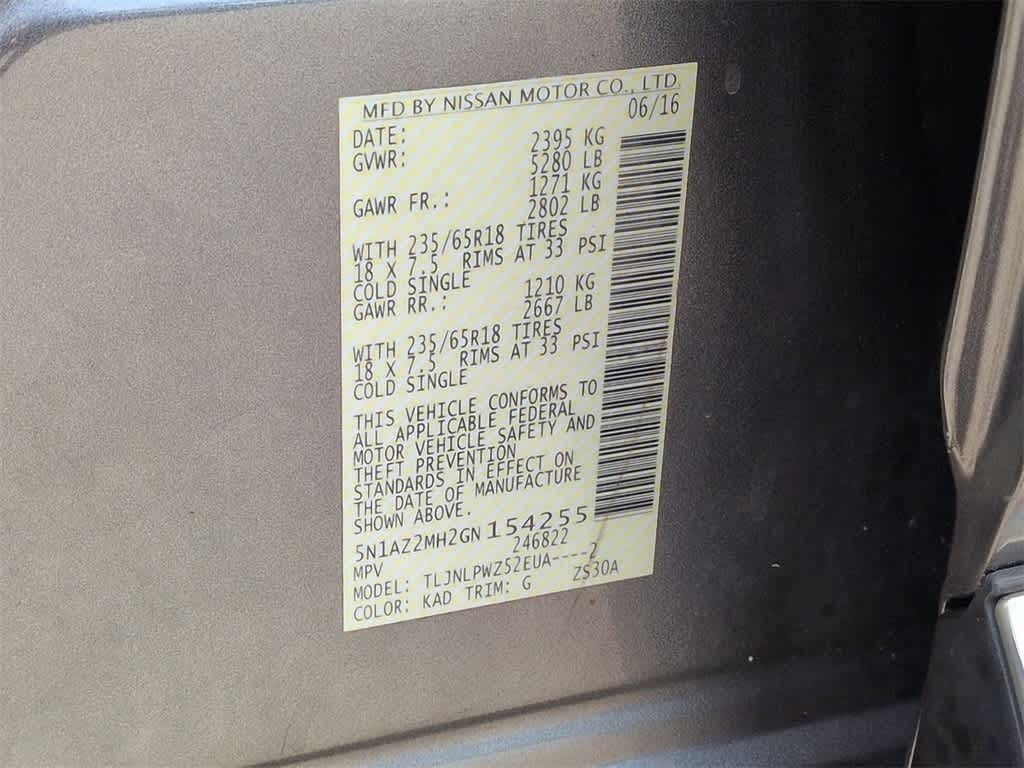 MFD BY NISSAN MOTOR CO., LTD.
DATE: 06/16
GVWR: 2395 KG
5280 LB
GAWR FR.: 1271 KG
2802 LB
WITH 235/65R18 TIRES
18 X 7.5 RIMS AT 33 PSI
COLD SINGLE
GAWR RR.: 1210 KG
2667 LB
WITH 235/65R18 TIRES
18 X 7.5 RIMS AT 33 PSI
COLD SINGLE
THIS VEHICLE CONFORMS TO
ALL APPLICABLE FEDERAL
MOTOR VEHICLE SAFETY AND
THEFT PREVENTION
STANDARDS IN EFFECT ON
THE DATE OF MANUFACTURE
SHOWN ABOVE.
5N1AZ2MH2GN154255
MPV 246822
MODEL: TLJNLPWZ52EUA----2
COLOR: KAD TRIM: G ZS30A